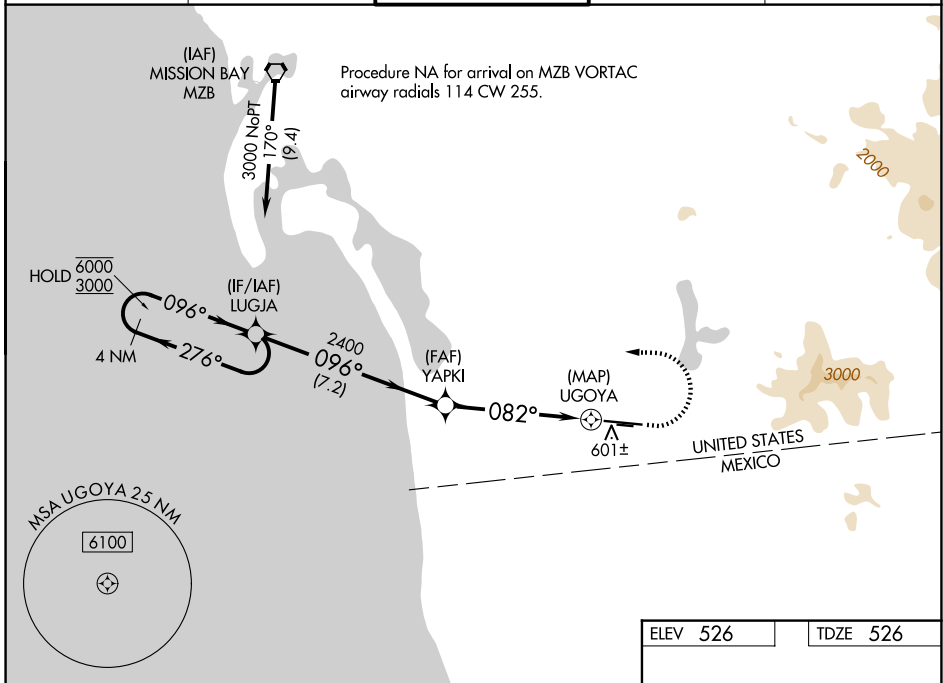 (IAF)
MISSION BAY
MZB
Procedure NA for arrival on MZB VORTAC
airway radials 114 CW 255.
3000 NoPT
170°
(9.4)
2000
HOLD 6000
3000
096°
(IF/IAF)
LUGJA
4 NM
276°
2400
096°
(7.2)
(FAF)
YAPKI
082°
(MAP)
UGOYA
601±
3000
UNITED STATES
MEXICO
MSA UGOYA 25 NM
6100
ELEV 526
TDZE 526